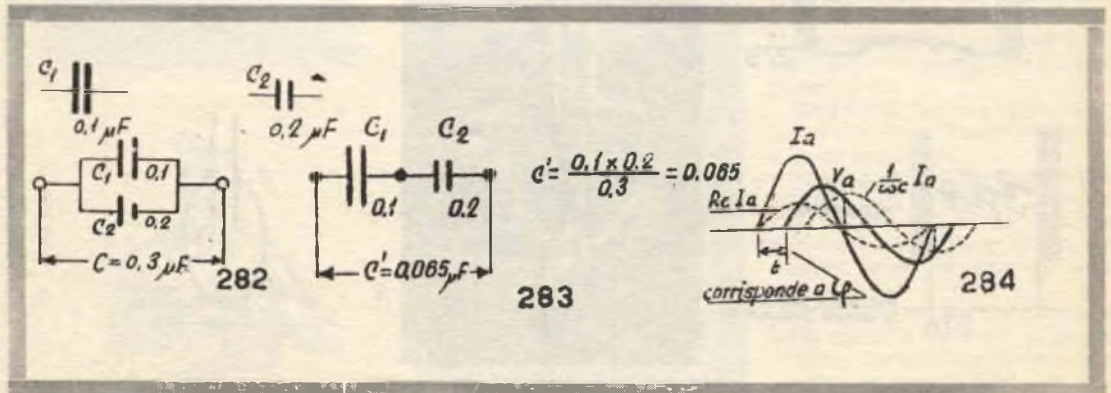 C₁
0,1 μF
C₁ 0,1
C₂ 0,2
C = 0,3 μF
282
C₂
0,2 μF
C₁ C₂
0,1 0,2
C' = 0,065 μF
283
C' = 0,1 × 0,2 / 0,3 = 0,065
Ia
Va
1/ωc Ia
Rc Ia
t
corrisponde a φ
284